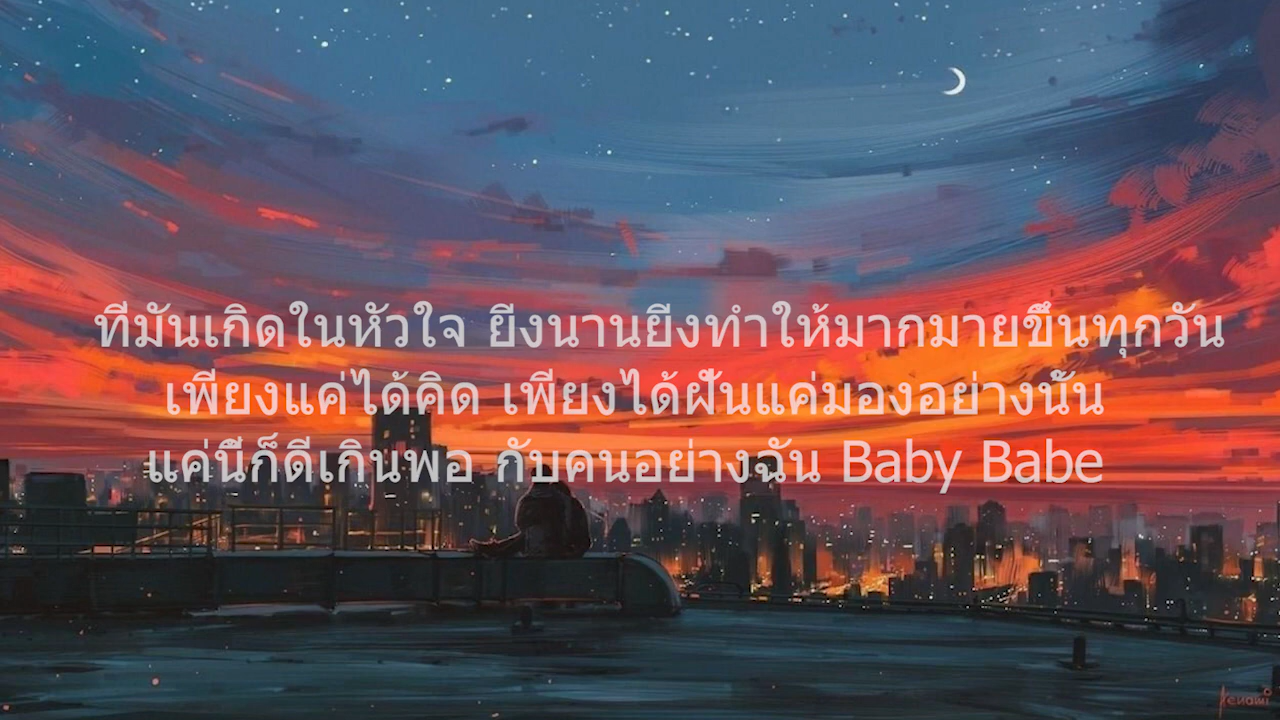 ที่มันเกิดในหัวใจ ยิ่งนานยิ่งทำให้มากมายขึ้นทุกวัน
เพียงแค่ได้คิด เพียงได้ฝันแค่มองอย่างนั้น
แค่นี้ก็ดีเกินพอ กับคนอย่างฉัน Baby Babe